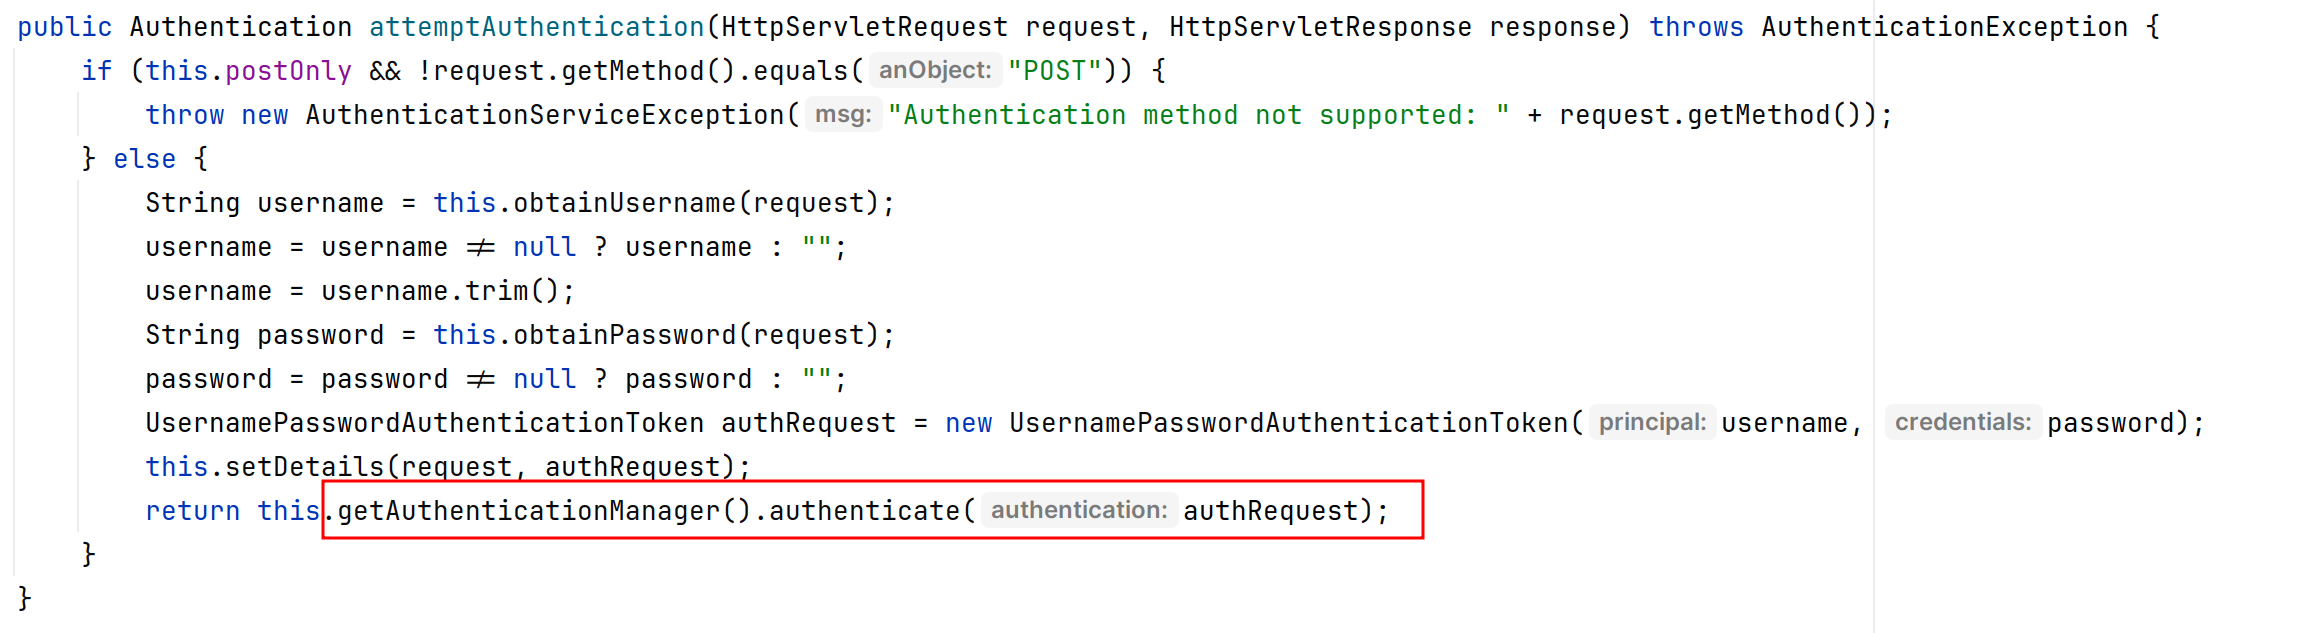 public Authentication attemptAuthentication(HttpServletRequest request, HttpServletResponse response) throws AuthenticationException {
    if (this.postOnly && !request.getMethod().equals( anObject: "POST")) {
        throw new AuthenticationServiceException( msg: "Authentication method not supported: " + request.getMethod());
    } else {
        String username = this.obtainUsername(request);
        username = username ≠ null ? username : "";
        username = username.trim();
        String password = this.obtainPassword(request);
        password = password ≠ null ? password : "";
        UsernamePasswordAuthenticationToken authRequest = new UsernamePasswordAuthenticationToken( principal: username, credentials: password);
        this.setDetails(request, authRequest);
        return this.getAuthenticationManager().authenticate( authentication: authRequest);
    }
}